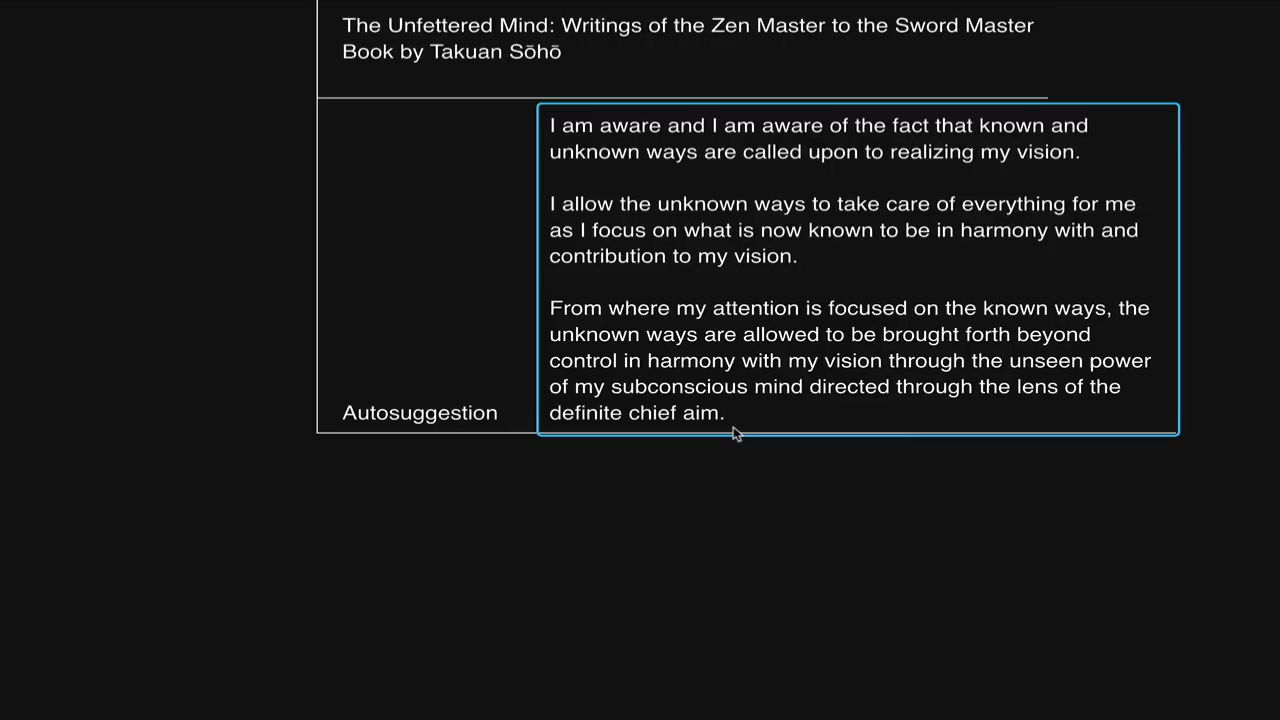 The Unfettered Mind: Writings of the Zen Master to the Sword Master
Book by Takuan Sōhō
I am aware and I am aware of the fact that known and
unknown ways are called upon to realizing my vision.
I allow the unknown ways to take care of everything for me
as I focus on what is now known to be in harmony with and
contribution to my vision.
From where my attention is focused on the known ways, the
unknown ways are allowed to be brought forth beyond
control in harmony with my vision through the unseen power
of my subconscious mind directed through the lens of the
definite chief aim.
Autosuggestion